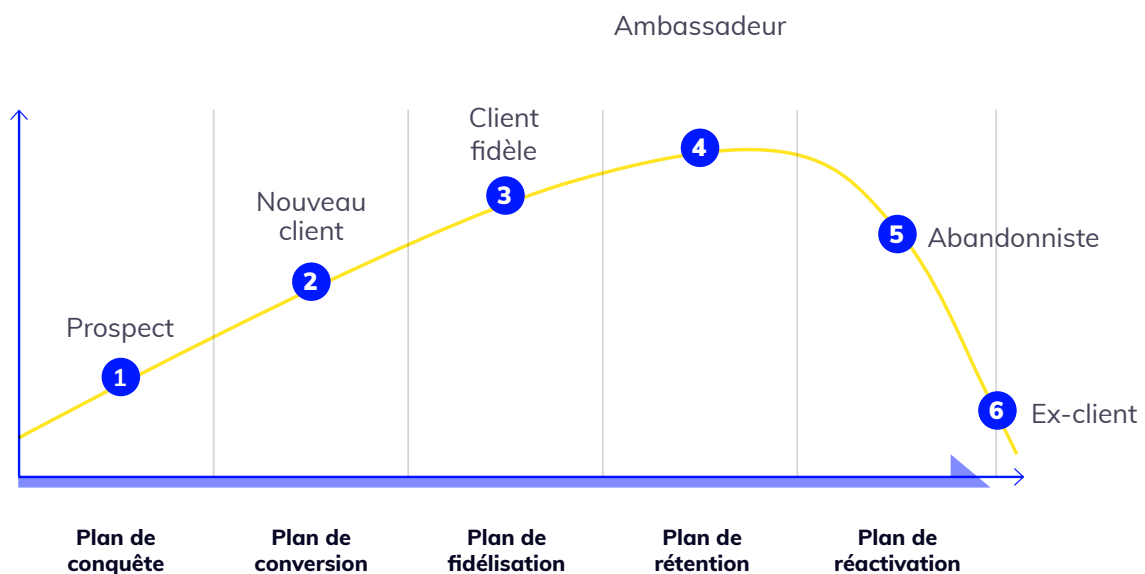 Ambassadeur
Client
fidèle
4
3
Nouveau
client
5
Abandonniste
2
Prospect
1
6
Ex-client
Plan de
conquête
Plan de
conversion
Plan de
fidélisation
Plan de
rétention
Plan de
réactivation